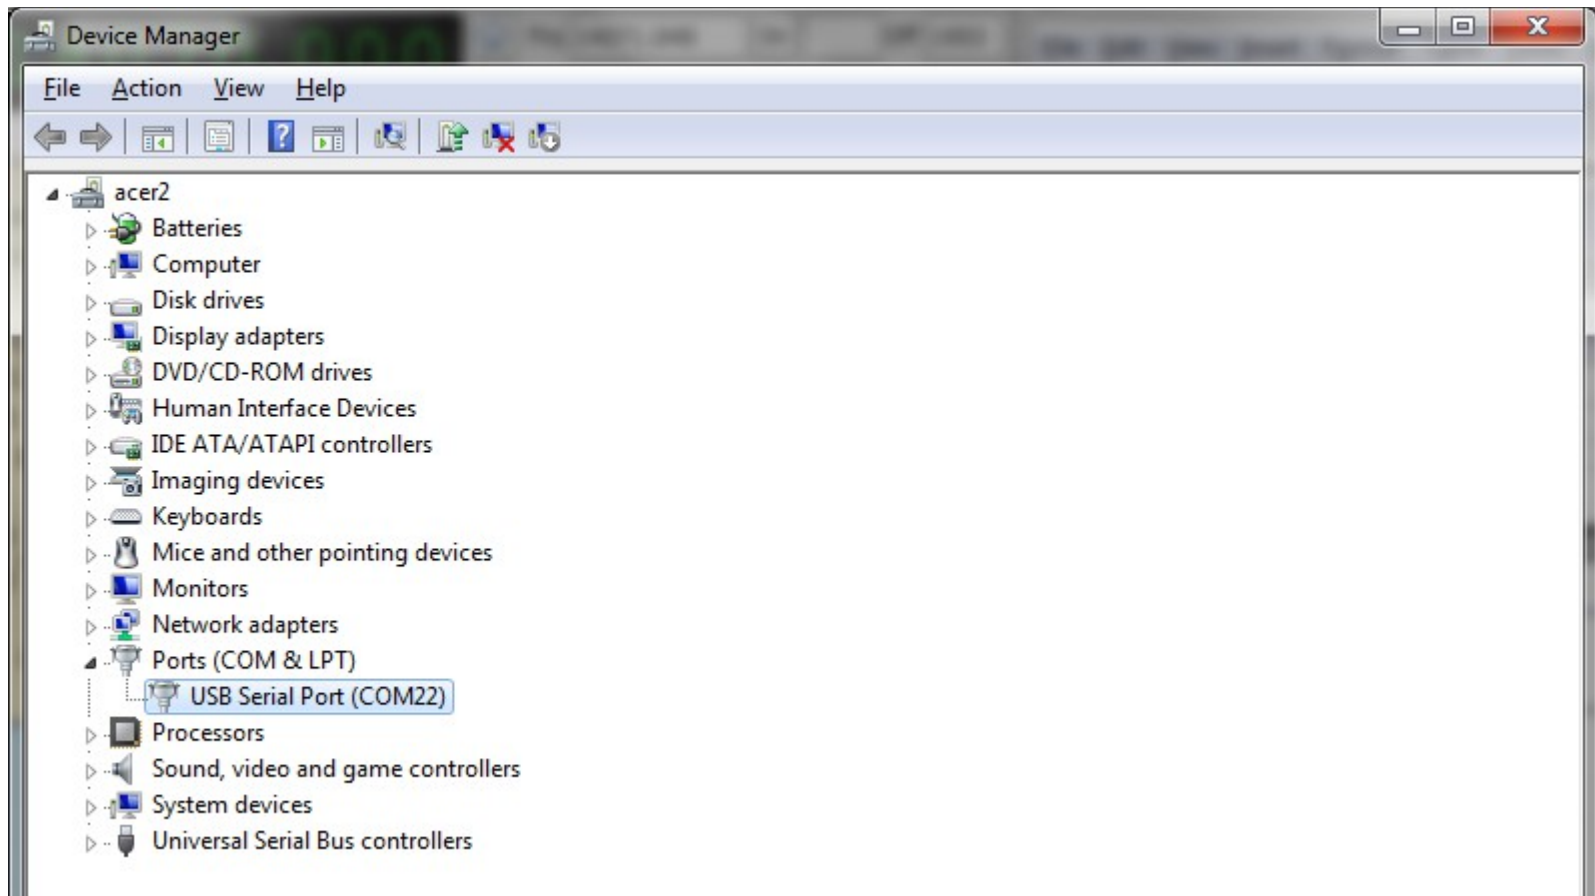 Device Manager
File Action View Help
acer2
Batteries
Computer
Disk drives
Display adapters
DVD/CD-ROM drives
Human Interface Devices
IDE ATA/ATAPI controllers
Imaging devices
Keyboards
Mice and other pointing devices
Monitors
Network adapters
Ports (COM & LPT)
USB Serial Port (COM22)
Processors
Sound, video and game controllers
System devices
Universal Serial Bus controllers